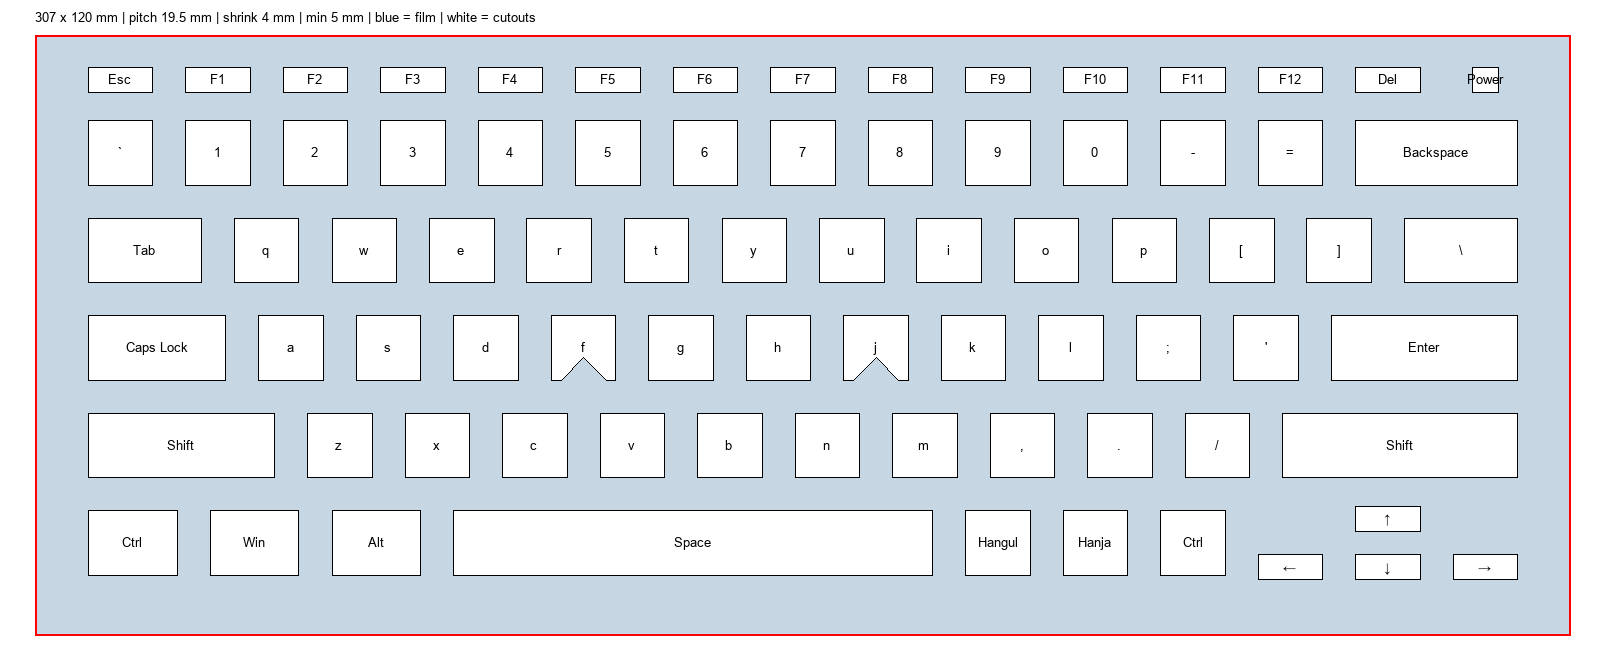 307 x 120 mm | pitch 19.5 mm | shrink 4 mm | min 5 mm | blue = film | white = cutouts
Esc F1 F2 F3 F4 F5 F6 F7 F8 F9 F10 F11 F12 Del Power
` 1 2 3 4 5 6 7 8 9 0 - = Backspace
Tab q w e r t y u i o p [ ] \
Caps Lock a s d f g h j k l ; ' Enter
Shift z x c v b n m , . / Shift
↑
Ctrl Win Alt Space Hangul Hanja Ctrl
← ↓ →